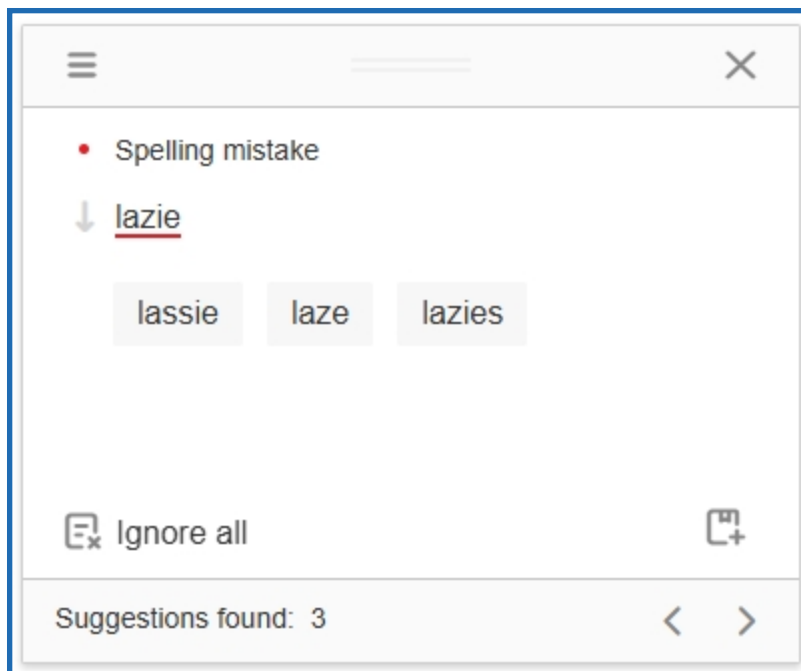 Spelling mistake
lazie
lassie laze lazies
Ignore all
Suggestions found: 3